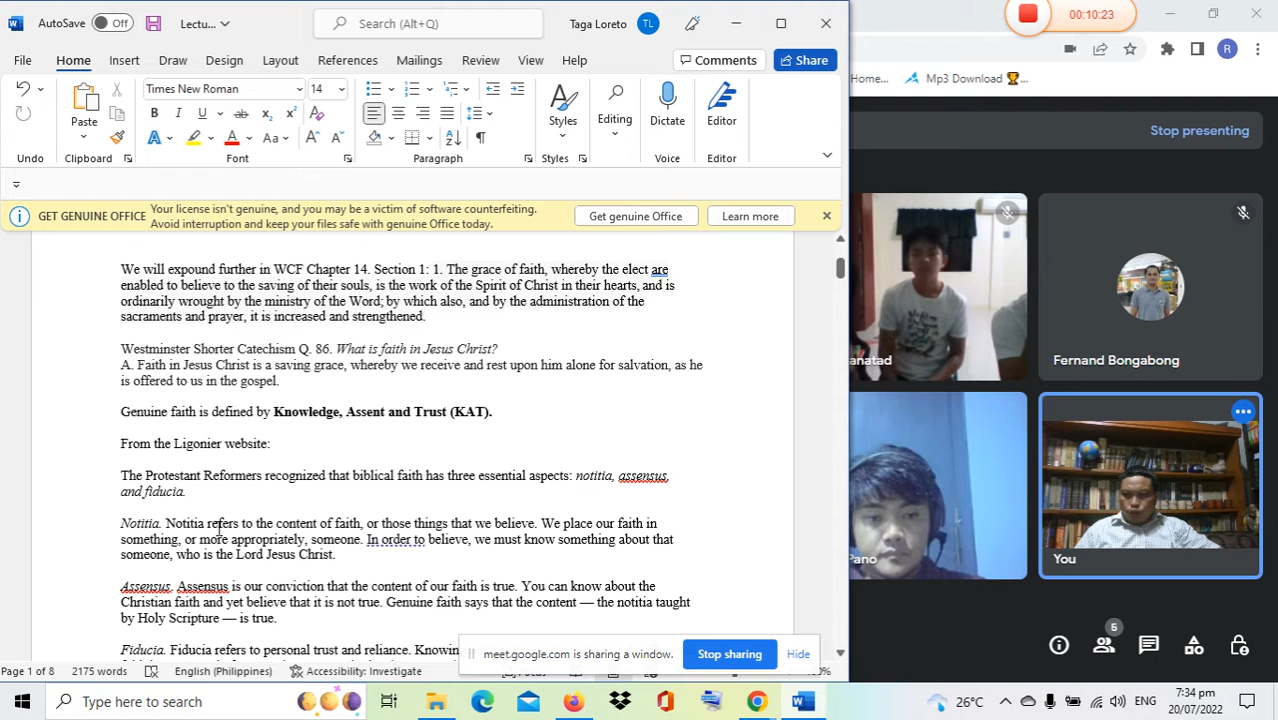 AutoSave Off Lectu... Search (Alt+Q) Taga Loreto TL
00:10:23
File Home Insert Draw Design Layout References Mailings Review View Help Comments Share
Home... Mp3 Download
R
Times New Roman 14
Paste Styles Editing Dictate Editor
Undo Clipboard Font Paragraph Styles Voice Editor
Stop presenting
GET GENUINE OFFICE Your license isn't genuine, and you may be a victim of software counterfeiting.
Avoid interruption and keep your files safe with genuine Office today.
Get genuine Office Learn more
We will expound further in WCF Chapter 14. Section 1: 1. The grace of faith, whereby the elect are
enabled to believe to the saving of their souls, is the work of the Spirit of Christ in their hearts, and is
ordinarily wrought by the ministry of the Word; by which also, and by the administration of the
sacraments and prayer, it is increased and strengthened.
Westminster Shorter Catechism Q. 86. What is faith in Jesus Christ?
A. Faith in Jesus Christ is a saving grace, whereby we receive and rest upon him alone for salvation, as he
is offered to us in the gospel.
Genuine faith is defined by Knowledge, Assent and Trust (KAT).
From the Ligonier website:
The Protestant Reformers recognized that biblical faith has three essential aspects: notitia, assensus,
and fiducia.
Notitia. Notitia refers to the content of faith, or those things that we believe. We place our faith in
something, or more appropriately, someone. In order to believe, we must know something about that
someone, who is the Lord Jesus Christ.
Assensus. Assensus is our conviction that the content of our faith is true. You can know about the
Christian faith and yet believe that it is not true. Genuine faith says that the content — the notitia taught
by Holy Scripture — is true.
Fiducia. Fiducia refers to personal trust and reliance. Knowin
anatad
Fernand Bongabong
Pano
You
6
meet.google.com is sharing a window. Stop sharing Hide
Page 1 of 8 2175 words English (Philippines) Accessibility: Investigate
Type here to search
26°C ENG 7:34 pm
20/07/2022